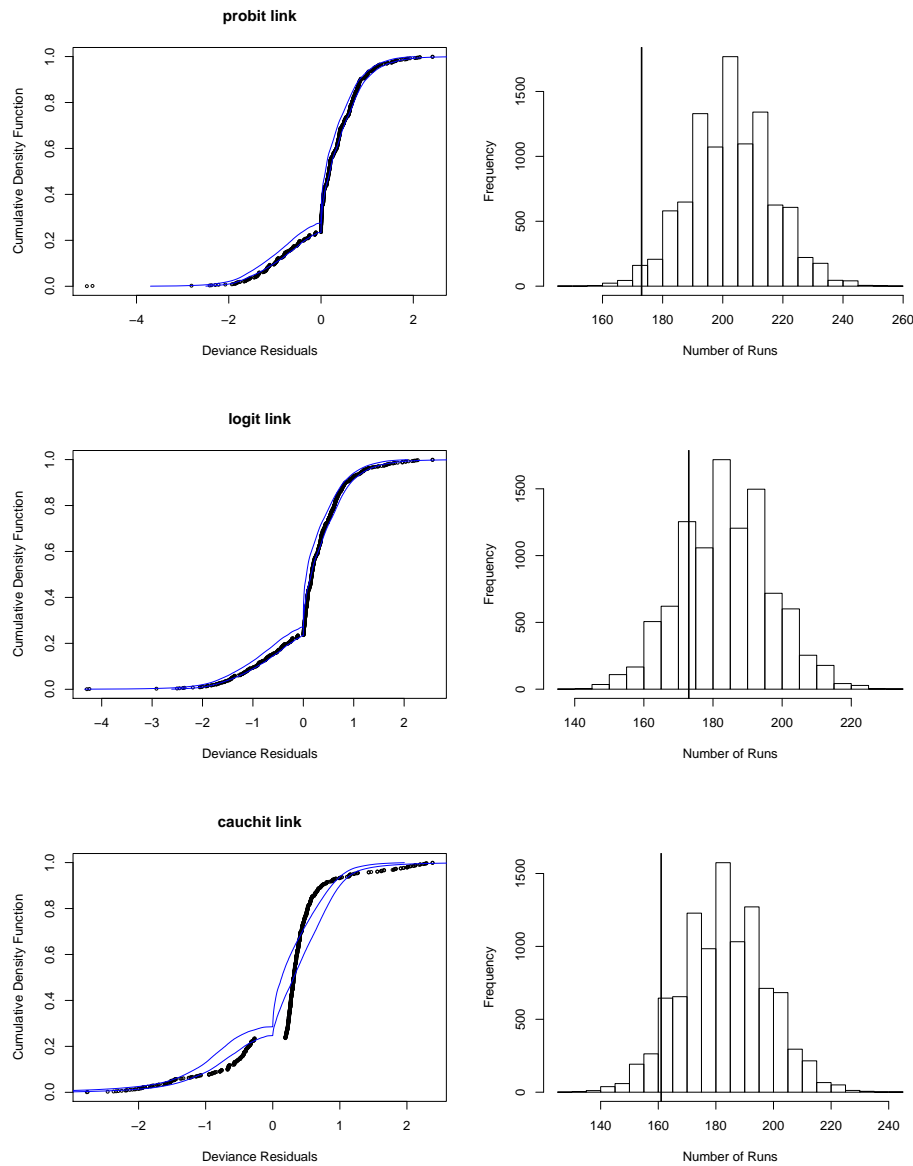 probit link
Cumulative Density Function
0.0 0.2 0.4 0.6 0.8 1.0
−4 −2 0 2
Deviance Residuals
Frequency
0 500 1000 1500
160 180 200 220 240 260
Number of Runs
logit link
Cumulative Density Function
0.0 0.2 0.4 0.6 0.8 1.0
−4 −3 −2 −1 0 1 2
Deviance Residuals
Frequency
0 500 1000 1500
140 160 180 200 220
Number of Runs
cauchit link
Cumulative Density Function
0.0 0.2 0.4 0.6 0.8 1.0
−2 −1 0 1 2
Deviance Residuals
Frequency
0 500 1000 1500
140 160 180 200 220 240
Number of Runs